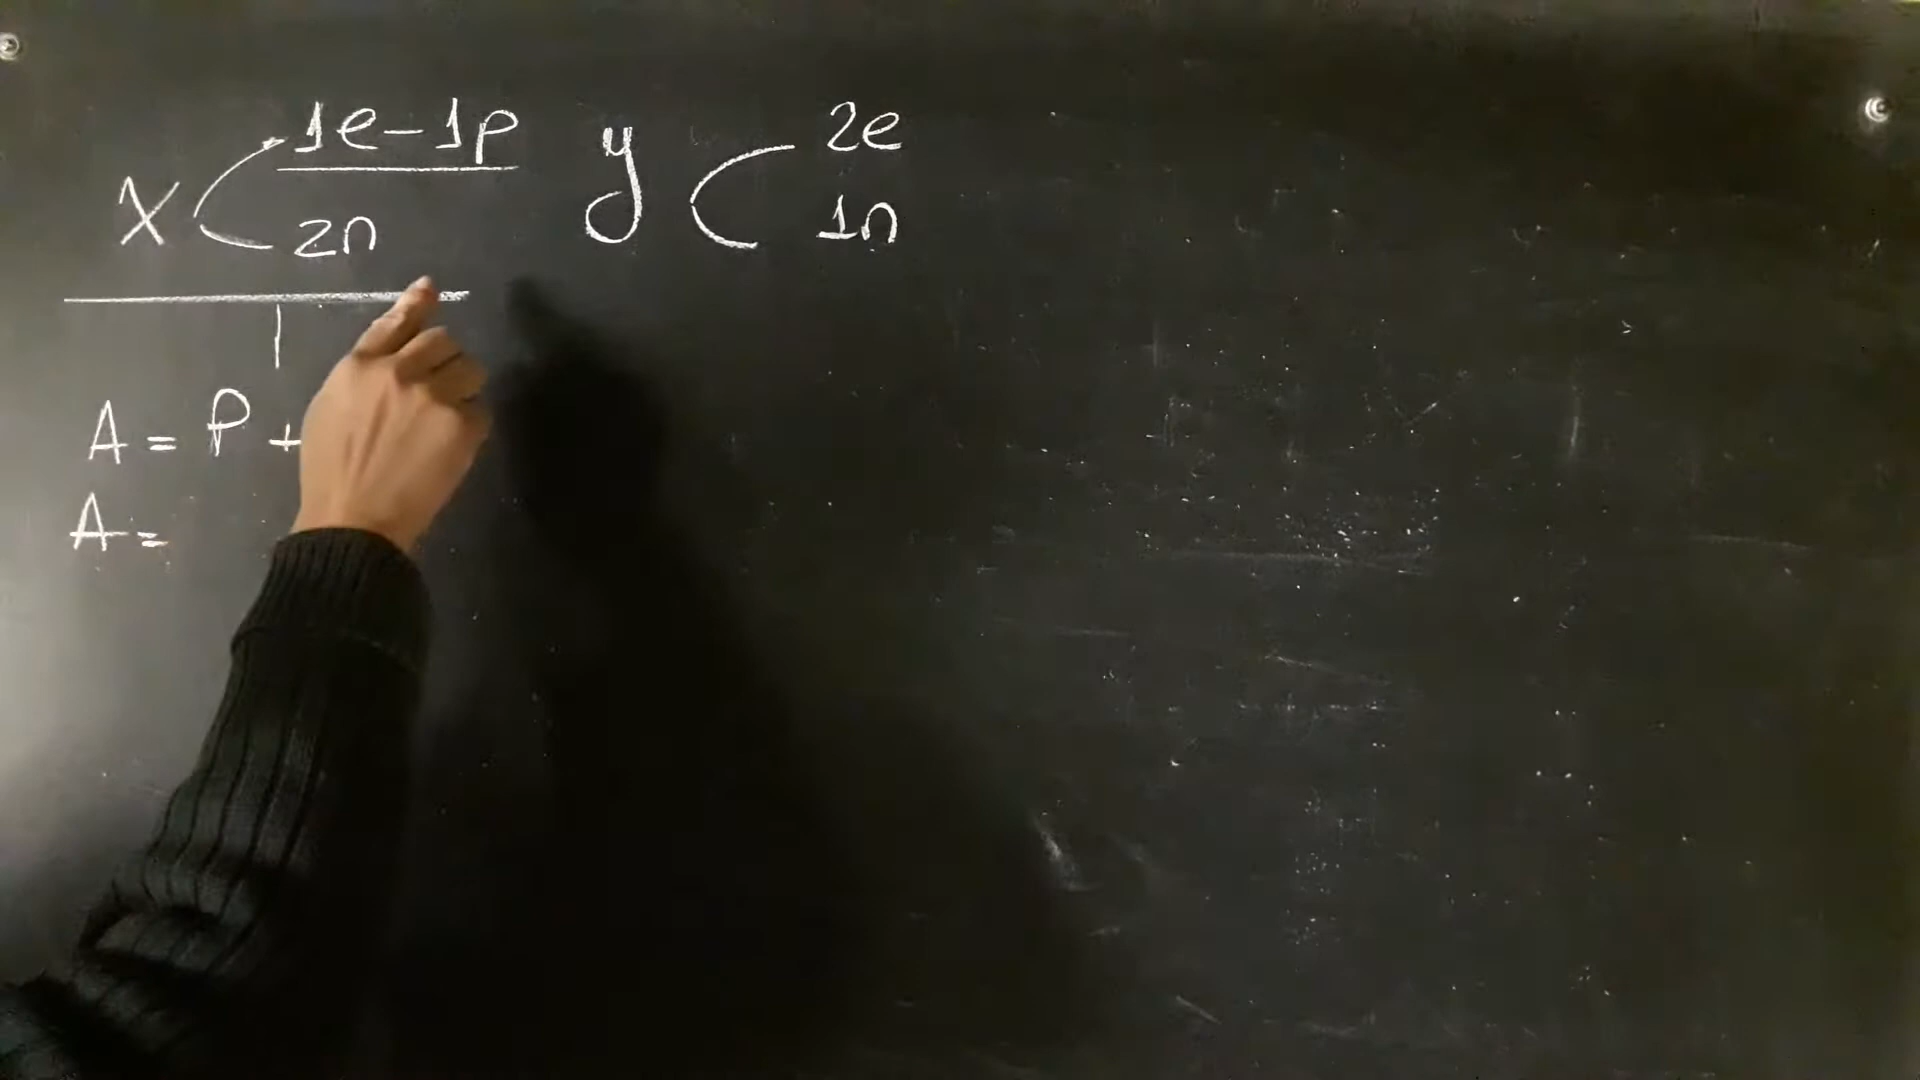 1e-1p
X
2n
2e
y
1n
A = P +
A =